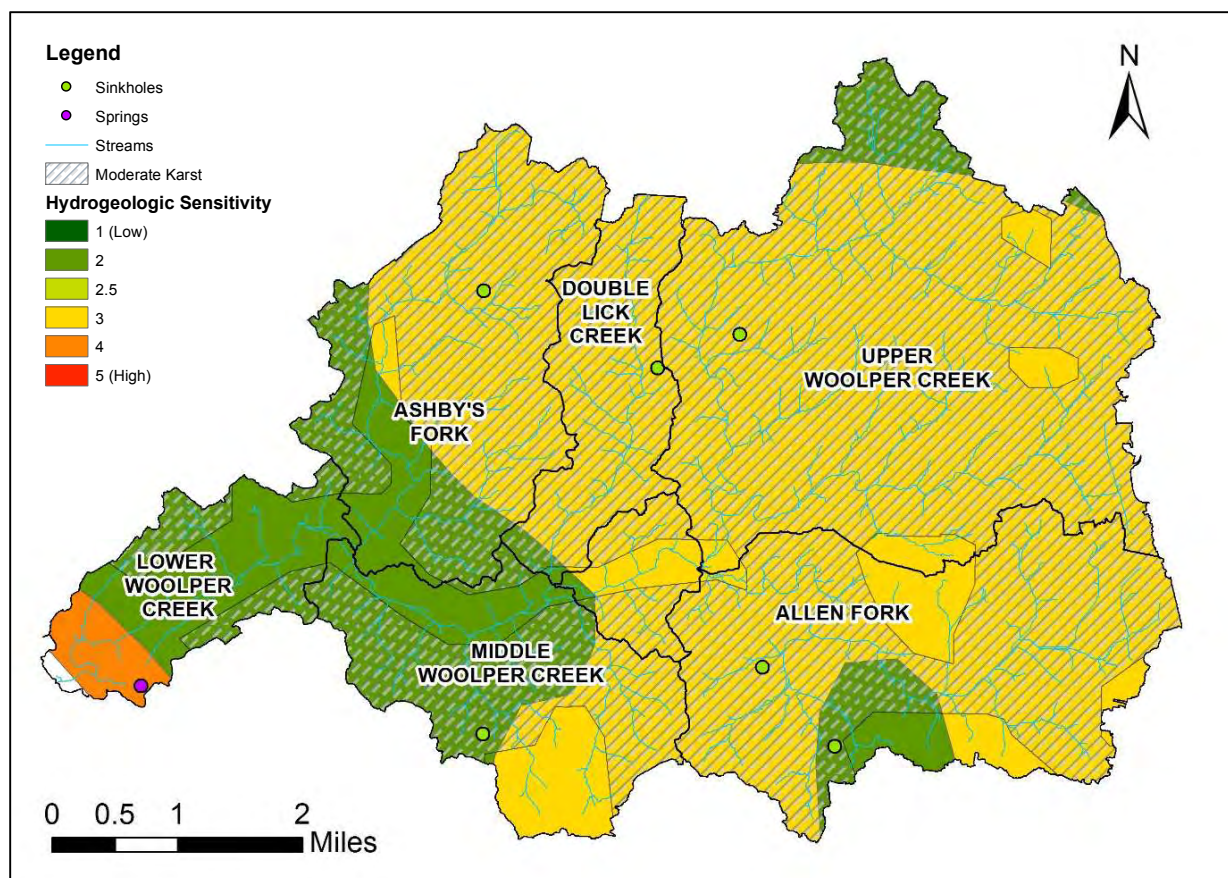 Legend
Sinkholes
Springs
Streams
Moderate Karst
Hydrogeologic Sensitivity
1 (Low)
2
2.5
3
4
5 (High)
N
DOUBLE
LICK
CREEK
UPPER
WOOLPER CREEK
ASHBY'S
FORK
LOWER
WOOLPER
CREEK
ALLEN FORK
MIDDLE
WOOLPER CREEK
0 0.5 1 2
Miles